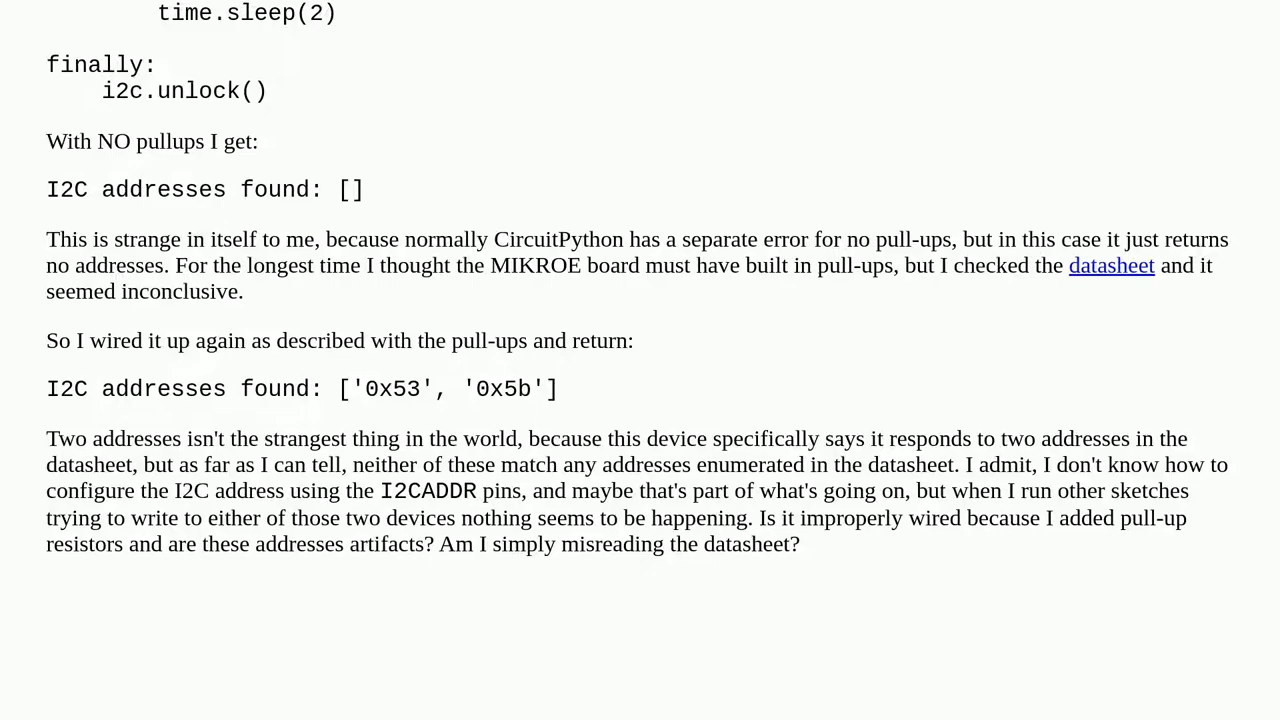 time.sleep(2)
finally:
i2c.unlock()
With NO pullups I get:
I2C addresses found: []
This is strange in itself to me, because normally CircuitPython has a separate error for no pull-ups, but in this case it just returns
no addresses. For the longest time I thought the MIKROE board must have built in pull-ups, but I checked the datasheet and it
seemed inconclusive.
So I wired it up again as described with the pull-ups and return:
I2C addresses found: ['0x53', '0x5b']
Two addresses isn't the strangest thing in the world, because this device specifically says it responds to two addresses in the
datasheet, but as far as I can tell, neither of these match any addresses enumerated in the datasheet. I admit, I don't know how to
configure the I2C address using the I2CADDR pins, and maybe that's part of what's going on, but when I run other sketches
trying to write to either of those two devices nothing seems to be happening. Is it improperly wired because I added pull-up
resistors and are these addresses artifacts? Am I simply misreading the datasheet?